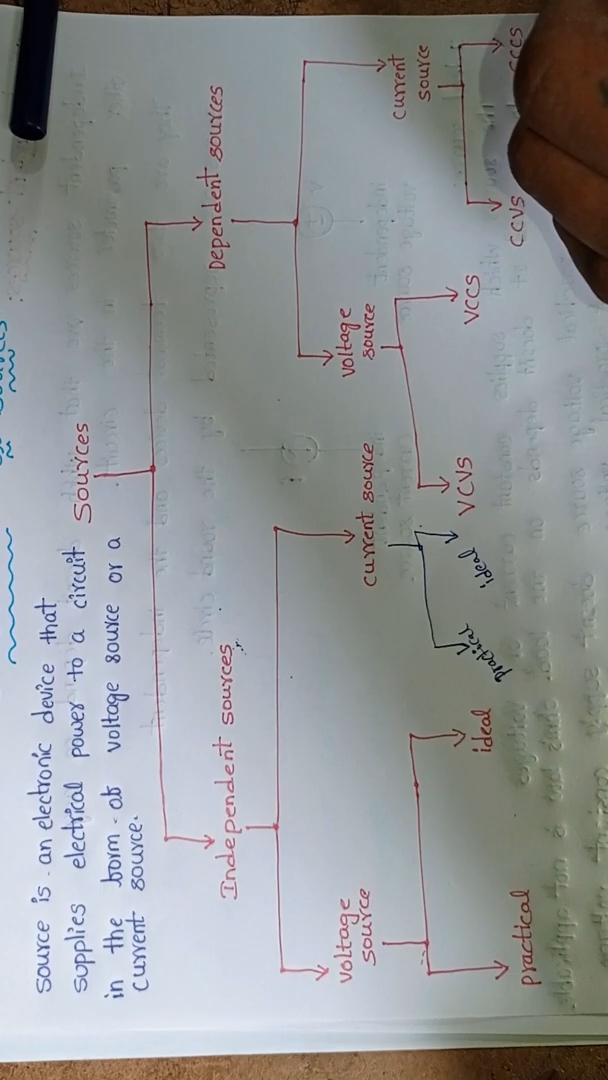 source is an electronic device that
supplies electrical power to a circuit
in the form of voltage source or a
current source.
Sources
Independent sources
Dependent sources
voltage
source
current source
voltage
source
current
source
practical
ideal
practical
ideal
VCVS
VCCS
CCVS
CCCS